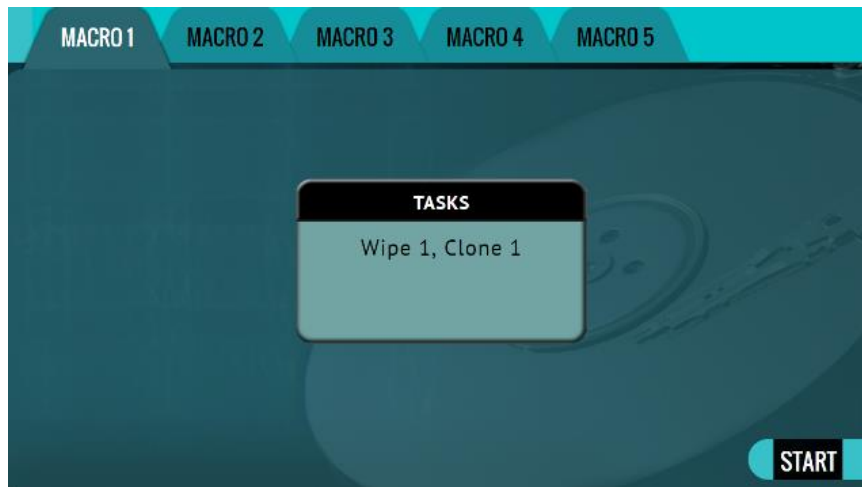 MACRO 1 MACRO 2 MACRO 3 MACRO 4 MACRO 5
TASKS
Wipe 1, Clone 1
START